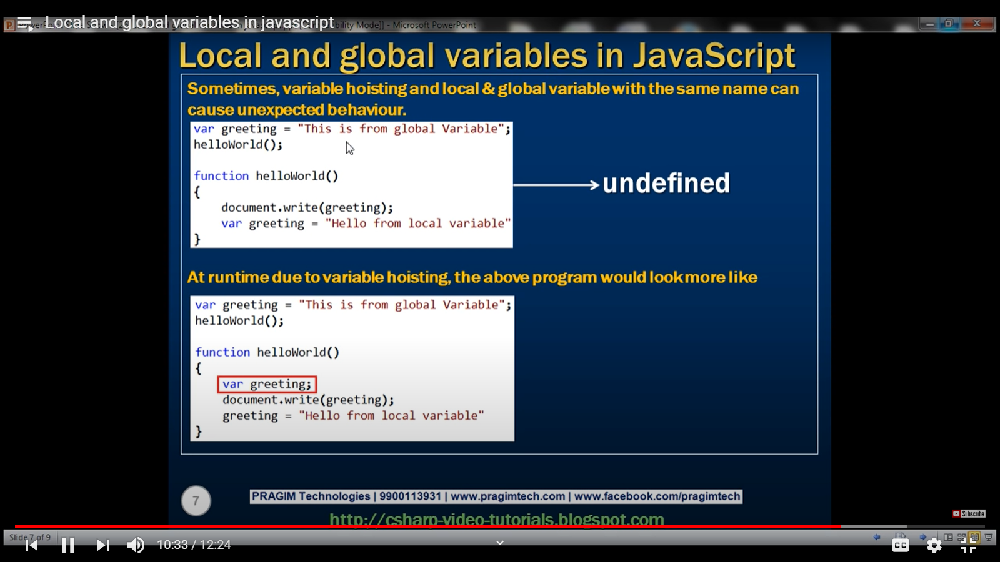 Local and global variables in javascript
Microsoft PowerPoint
Local and global variables in JavaScript
Sometimes, variable hoisting and local & global variable with the same name can
cause unexpected behaviour.
var greeting = "This is from global Variable";
helloWorld();
function helloWorld()
{
document.write(greeting);
var greeting = "Hello from local variable"
}
undefined
At runtime due to variable hoisting, the above program would look more like
var greeting = "This is from global Variable";
helloWorld();
function helloWorld()
{
var greeting;
document.write(greeting);
greeting = "Hello from local variable"
}
7
PRAGIM Technologies | 9900113931 | www.pragimtech.com | www.facebook.com/pragimtech
http://csharp-video-tutorials.blogspot.com
Subscribe
Slide 7 of 9
10:33 / 12:24
CC